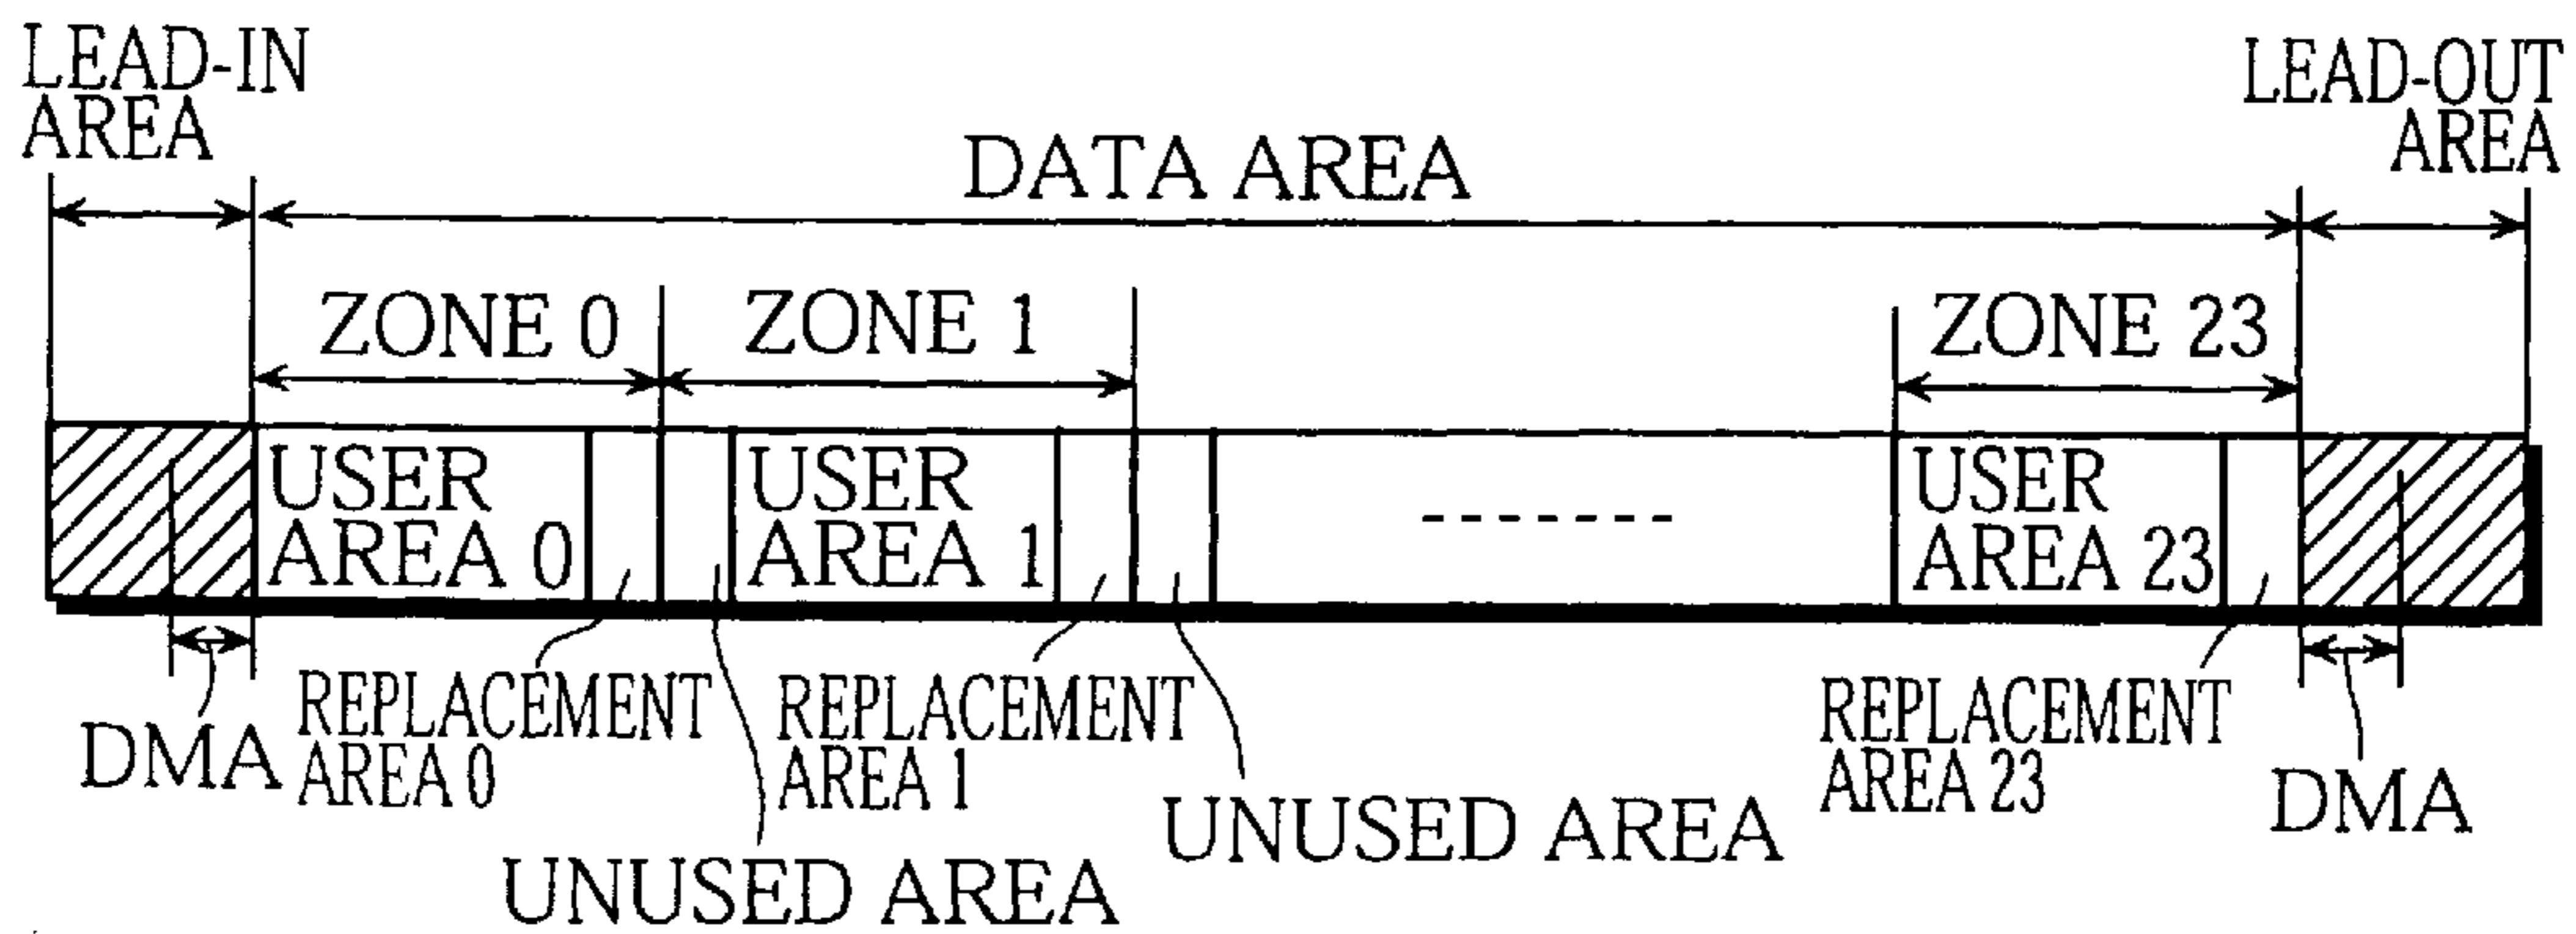 LEAD-IN
AREA
LEAD-OUT
AREA
DATA AREA
ZONE 0
ZONE 1
ZONE 23
USER
AREA 0
USER
AREA 1
-------
USER
AREA 23
DMA
REPLACEMENT
AREA 0
UNUSED AREA
REPLACEMENT
AREA 1
UNUSED AREA
REPLACEMENT
AREA 23
DMA